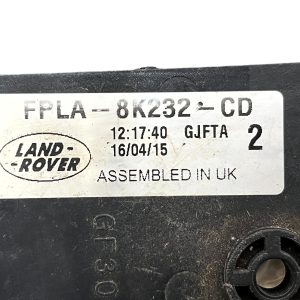 FPLA-8K232-CD
12:17:40 GJFTA 2
16/04/15
LAND-
-ROVER
ASSEMBLED IN UK